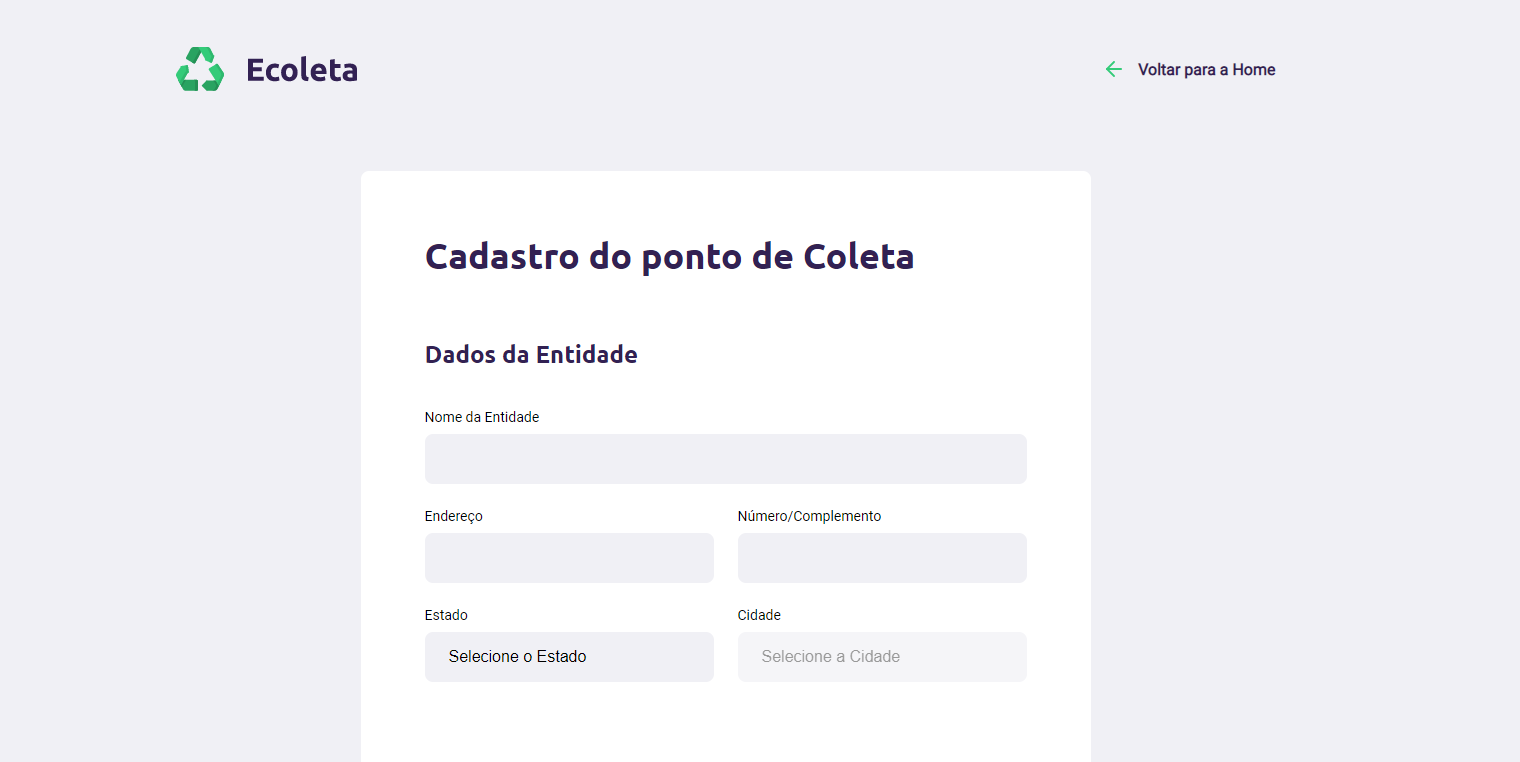 Ecoleta
Voltar para a Home
Cadastro do ponto de Coleta
Dados da Entidade
Nome da Entidade
Endereço
Número/Complemento
Estado
Cidade
Selecione o Estado
Selecione a Cidade